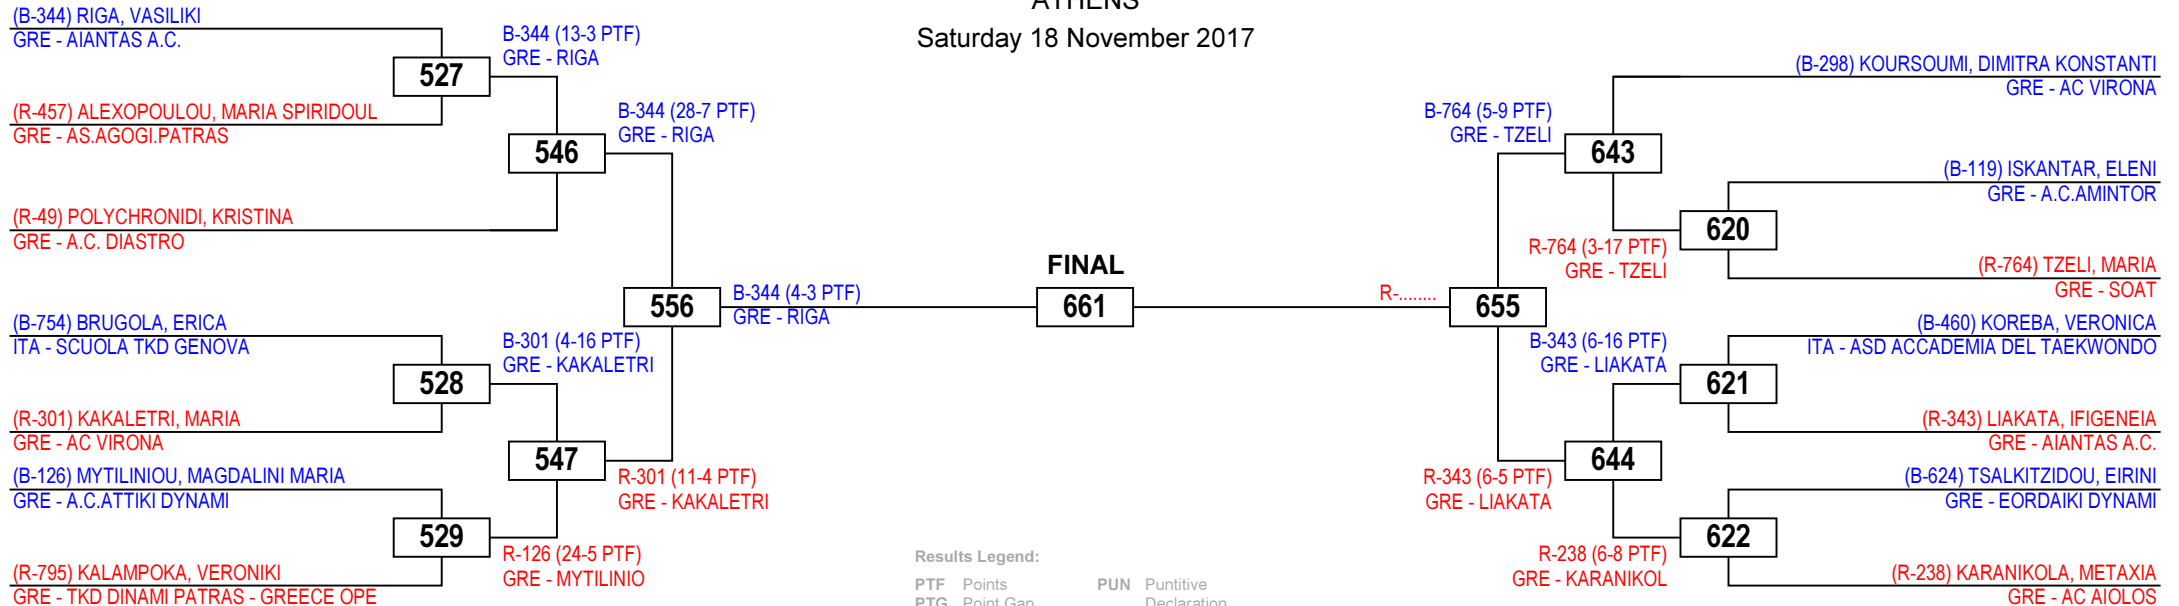 ATHENS
Saturday 18 November 2017
(B-344) RIGA, VASILIKI
GRE - AIANTAS A.C.
527
B-344 (13-3 PTF)
GRE - RIGA
(R-457) ALEXOPOULOU, MARIA SPIRIDOUL
GRE - AS.AGOGI.PATRAS
546
B-344 (28-7 PTF)
GRE - RIGA
(R-49) POLYCHRONIDI, KRISTINA
GRE - A.C. DIASTRO
556
B-344 (4-3 PTF)
GRE - RIGA
(B-754) BRUGOLA, ERICA
ITA - SCUOLA TKD GENOVA
528
B-301 (4-16 PTF)
GRE - KAKALETRI
(R-301) KAKALETRI, MARIA
GRE - AC VIRONA
547
R-301 (11-4 PTF)
GRE - KAKALETRI
(B-126) MYTILINIOU, MAGDALINI MARIA
GRE - A.C.ATTIKI DYNAMI
529
R-126 (24-5 PTF)
GRE - MYTILINIO
(R-795) KALAMPOKA, VERONIKI
GRE - TKD DINAMI PATRAS - GREECE OPE
FINAL
661
R-........
655
B-764 (5-9 PTF)
GRE - TZELI
643
(B-298) KOURSOUMI, DIMITRA KONSTANTI
GRE - AC VIRONA
(B-119) ISKANTAR, ELENI
GRE - A.C.AMINTOR
620
R-764 (3-17 PTF)
GRE - TZELI
(R-764) TZELI, MARIA
GRE - SOAT
(B-460) KOREBA, VERONICA
ITA - ASD ACCADEMIA DEL TAEKWONDO
B-343 (6-16 PTF)
GRE - LIAKATA
621
(R-343) LIAKATA, IFIGENEIA
GRE - AIANTAS A.C.
644
R-343 (6-5 PTF)
GRE - LIAKATA
(B-624) TSALKITZIDOU, EIRINI
GRE - EORDAIKI DYNAMI
622
R-238 (6-8 PTF)
GRE - KARANIKOL
(R-238) KARANIKOLA, METAXIA
GRE - AC AIOLOS
Results Legend:
PTF Points PUN Puntitive
PTG Point Gap Declaration